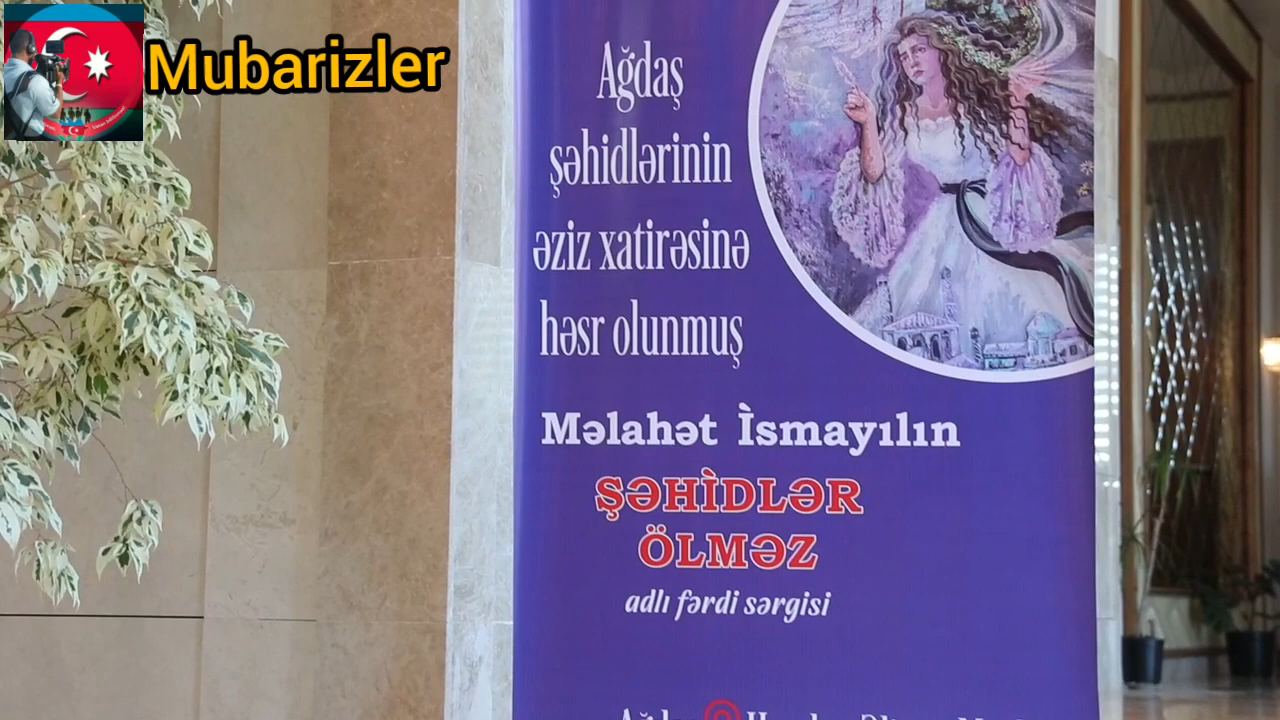 Mubarizler
Ağdaş
şəhidlərinin
əziz xatirəsinə
həsr olunmuş
Məlahət İsmayılın
ŞƏHİDLƏR
ÖLMƏZ
adlı fərdi sərgisi